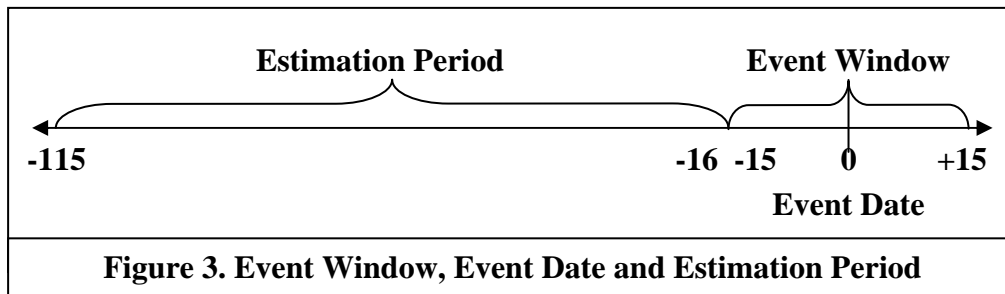 Estimation Period Event Window
-115 -16 -15 0 +15
Event Date
Figure 3. Event Window, Event Date and Estimation Period